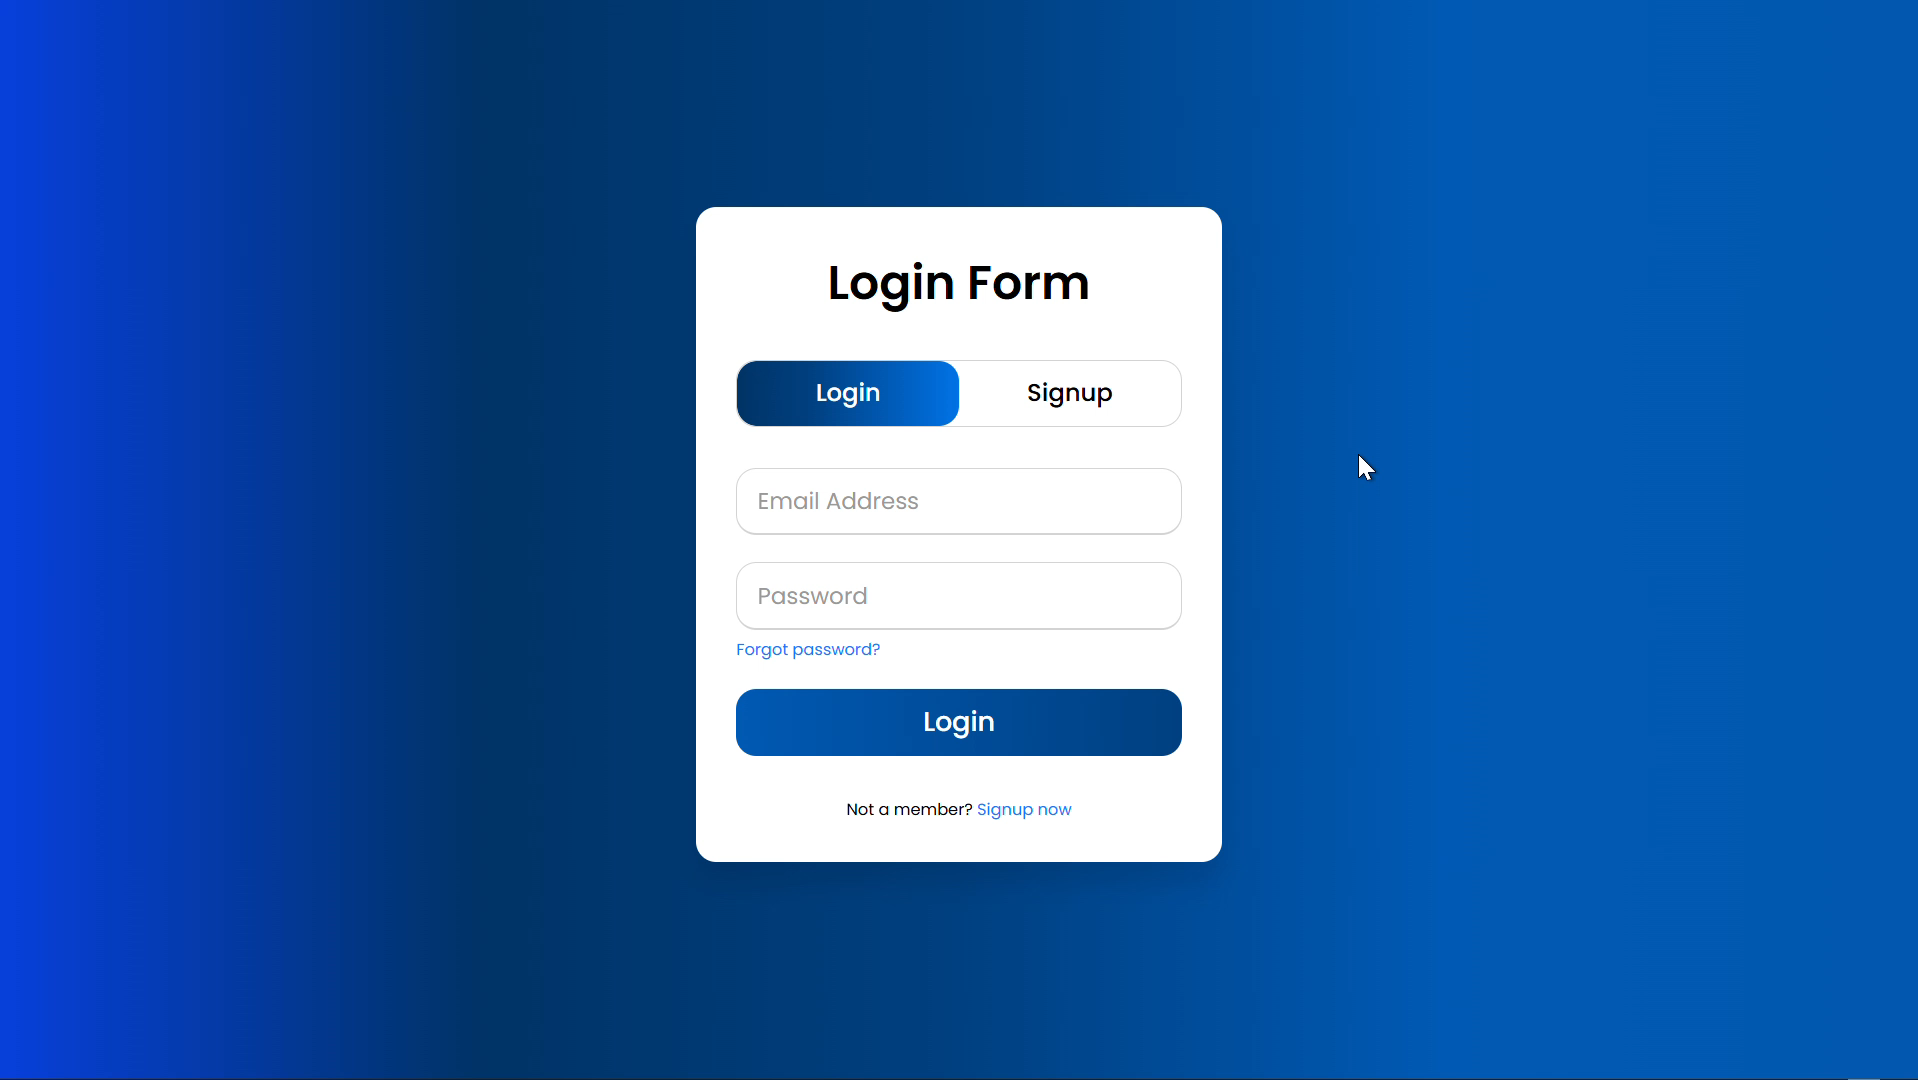 Login Form
Login Signup
Email Address
Password
Forgot password?
Login
Not a member? Signup now